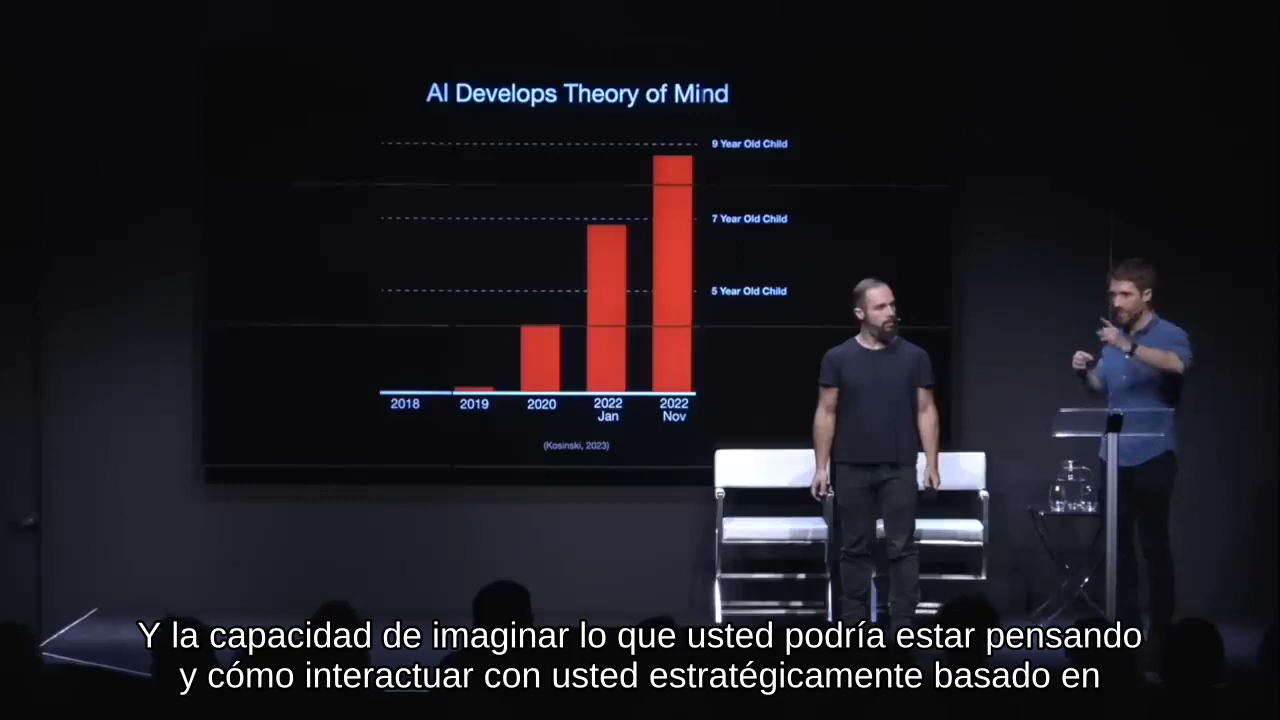 AI Develops Theory of Mind
9 Year Old Child
7 Year Old Child
5 Year Old Child
2018 2019 2020 2022 Jan 2022 Nov
(Kosinski, 2023)
Y la capacidad de imaginar lo que usted podría estar pensando
y cómo interactuar con usted estratégicamente basado en